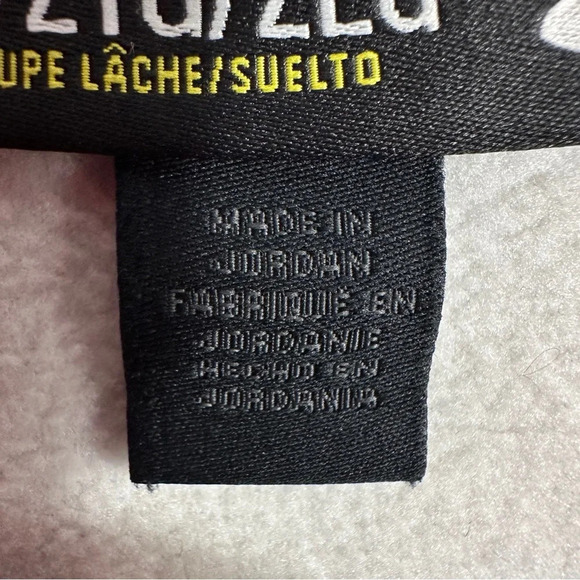 UPE LÂCHE/SUELTO
MADE IN
JORDAN
FABRIQUÉ EN
JORDANIE
HECHO EN
JORDANIA